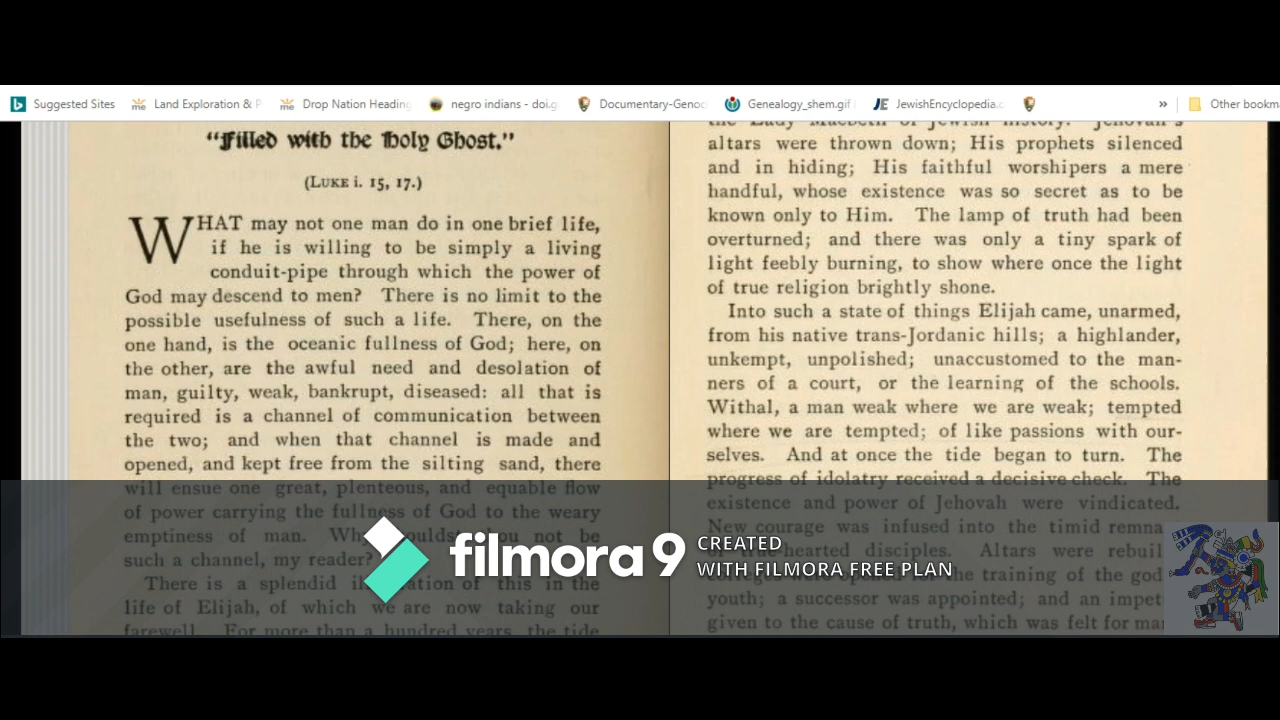 Suggested Sites
Land Exploration & P
Drop Nation Heading
negro indians - doi.g
Documentary-Genoc
Genealogy_shem.gif
JewishEncyclopedia.c
»
Other bookm
"Filled with the Holy Ghost."
(LUKE i. 15, 17.)
WHAT may not one man do in one brief life,
if he is willing to be simply a living
conduit-pipe through which the power of
God may descend to men? There is no limit to the
possible usefulness of such a life. There, on the
one hand, is the oceanic fullness of God; here, on
the other, are the awful need and desolation of
man, guilty, weak, bankrupt, diseased: all that is
required is a channel of communication between
the two; and when that channel is made and
opened, and kept free from the silting sand, there
will ensue one great, plenteous, and equable flow
of power carrying the fullness of God to the weary
emptiness of man. not be
such a channel, my reader?
There is a splendid of this in the
life of Elijah, of which we are now taking our
farewell. For more than a hundred years, the tide
the Lady Macbeth of Jewish history. Jehovah's
altars were thrown down; His prophets silenced
and in hiding; His faithful worshipers a mere
handful, whose existence was so secret as to be
known only to Him. The lamp of truth had been
overturned; and there was only a tiny spark of
light feebly burning, to show where once the light
of true religion brightly shone.
Into such a state of things Elijah came, unarmed,
from his native trans-Jordanic hills; a highlander,
unkempt, unpolished; unaccustomed to the man-
ners of a court, or the learning of the schools.
Withal, a man weak where we are weak; tempted
where we are tempted; of like passions with our-
selves. And at once the tide began to turn. The
progress of idolatry received a decisive check. The
existence and power of Jehovah were vindicated.
New courage was infused into the timid remna
hearted disciples. Altars were rebuil
the training of the god
youth; a successor was appointed; and an impet
given to the cause of truth, which was felt for man
filmora 9
CREATED
WITH FILMORA FREE PLAN